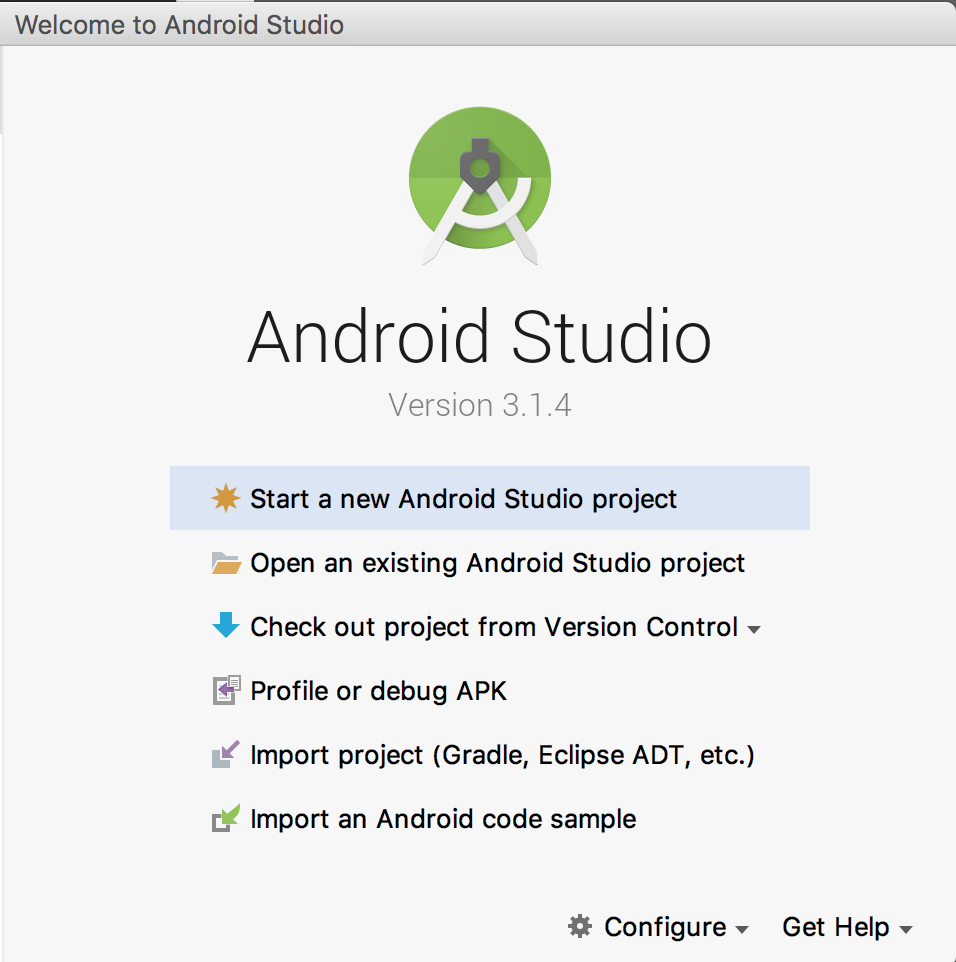 Welcome to Android Studio
Android Studio
Version 3.1.4
Start a new Android Studio project
Open an existing Android Studio project
Check out project from Version Control
Profile or debug APK
Import project (Gradle, Eclipse ADT, etc.)
Import an Android code sample
Configure Get Help